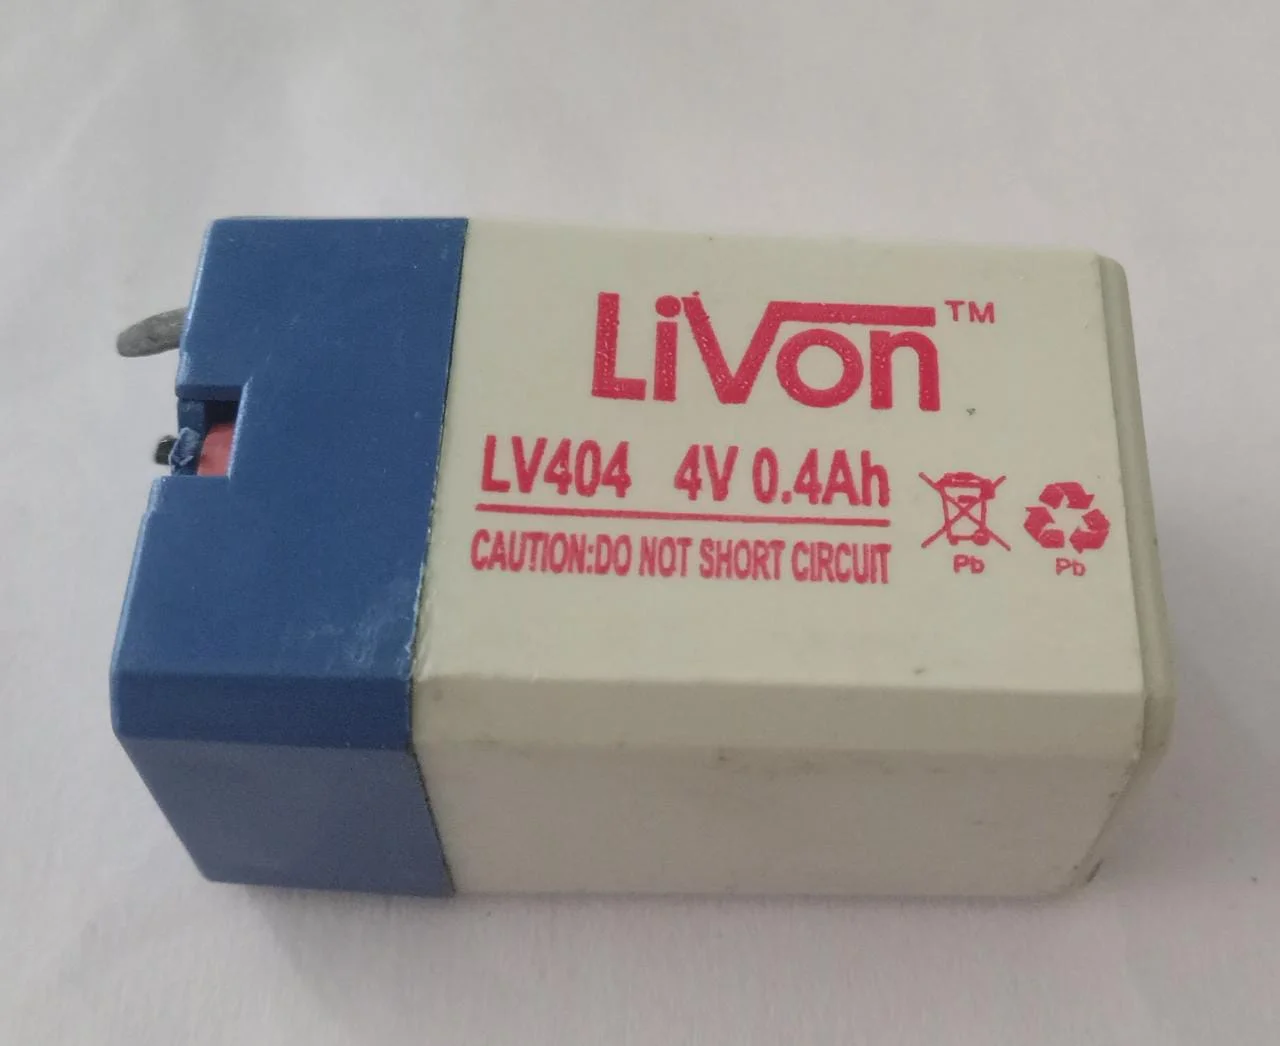 LiVon™
LV404 4V 0.4Ah
CAUTION:DO NOT SHORT CIRCUIT
Pb Pb